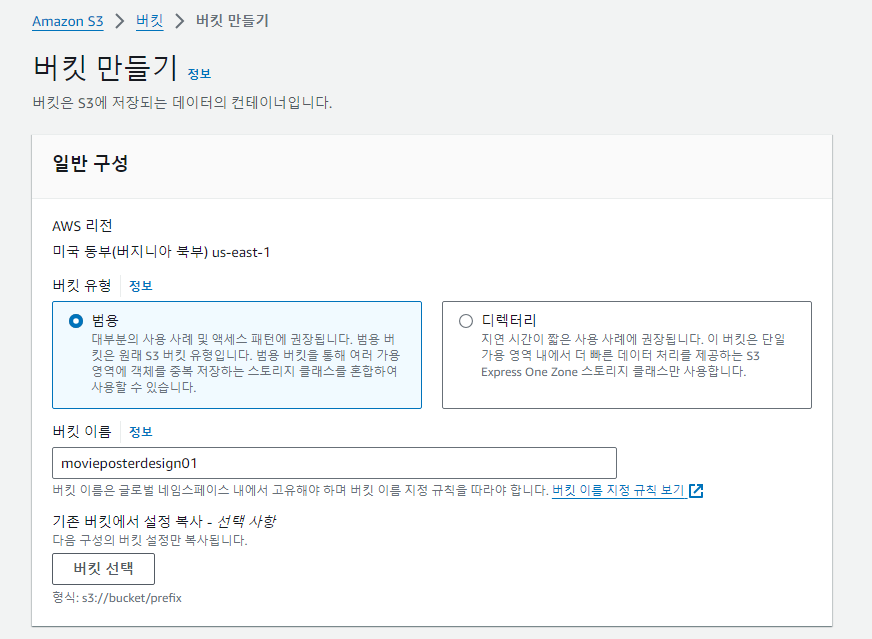 Amazon S3 > 버킷 > 버킷 만들기
버킷 만들기 정보
버킷은 S3에 저장되는 데이터의 컨테이너입니다.
일반 구성
AWS 리전
미국 동부(버지니아 북부) us-east-1
버킷 유형 정보
범용
대부분의 사용 사례 및 액세스 패턴에 권장됩니다. 범용 버
킷은 원래 S3 버킷 유형입니다. 범용 버킷을 통해 여러 가용
영역에 객체를 중복 저장하는 스토리지 클래스를 혼합하여
사용할 수 있습니다.
디렉터리
지연 시간이 짧은 사용 사례에 권장됩니다. 이 버킷은 단일
가용 영역 내에서 더 빠른 데이터 처리를 제공하는 S3
Express One Zone 스토리지 클래스만 사용합니다.
버킷 이름 정보
movieposterdesign01
버킷 이름은 글로벌 네임스페이스 내에서 고유해야 하며 버킷 이름 지정 규칙을 따라야 합니다. 버킷 이름 지정 규칙 보기
기존 버킷에서 설정 복사 - 선택 사항
다음 구성의 버킷 설정만 복사됩니다.
버킷 선택
형식: s3://bucket/prefix